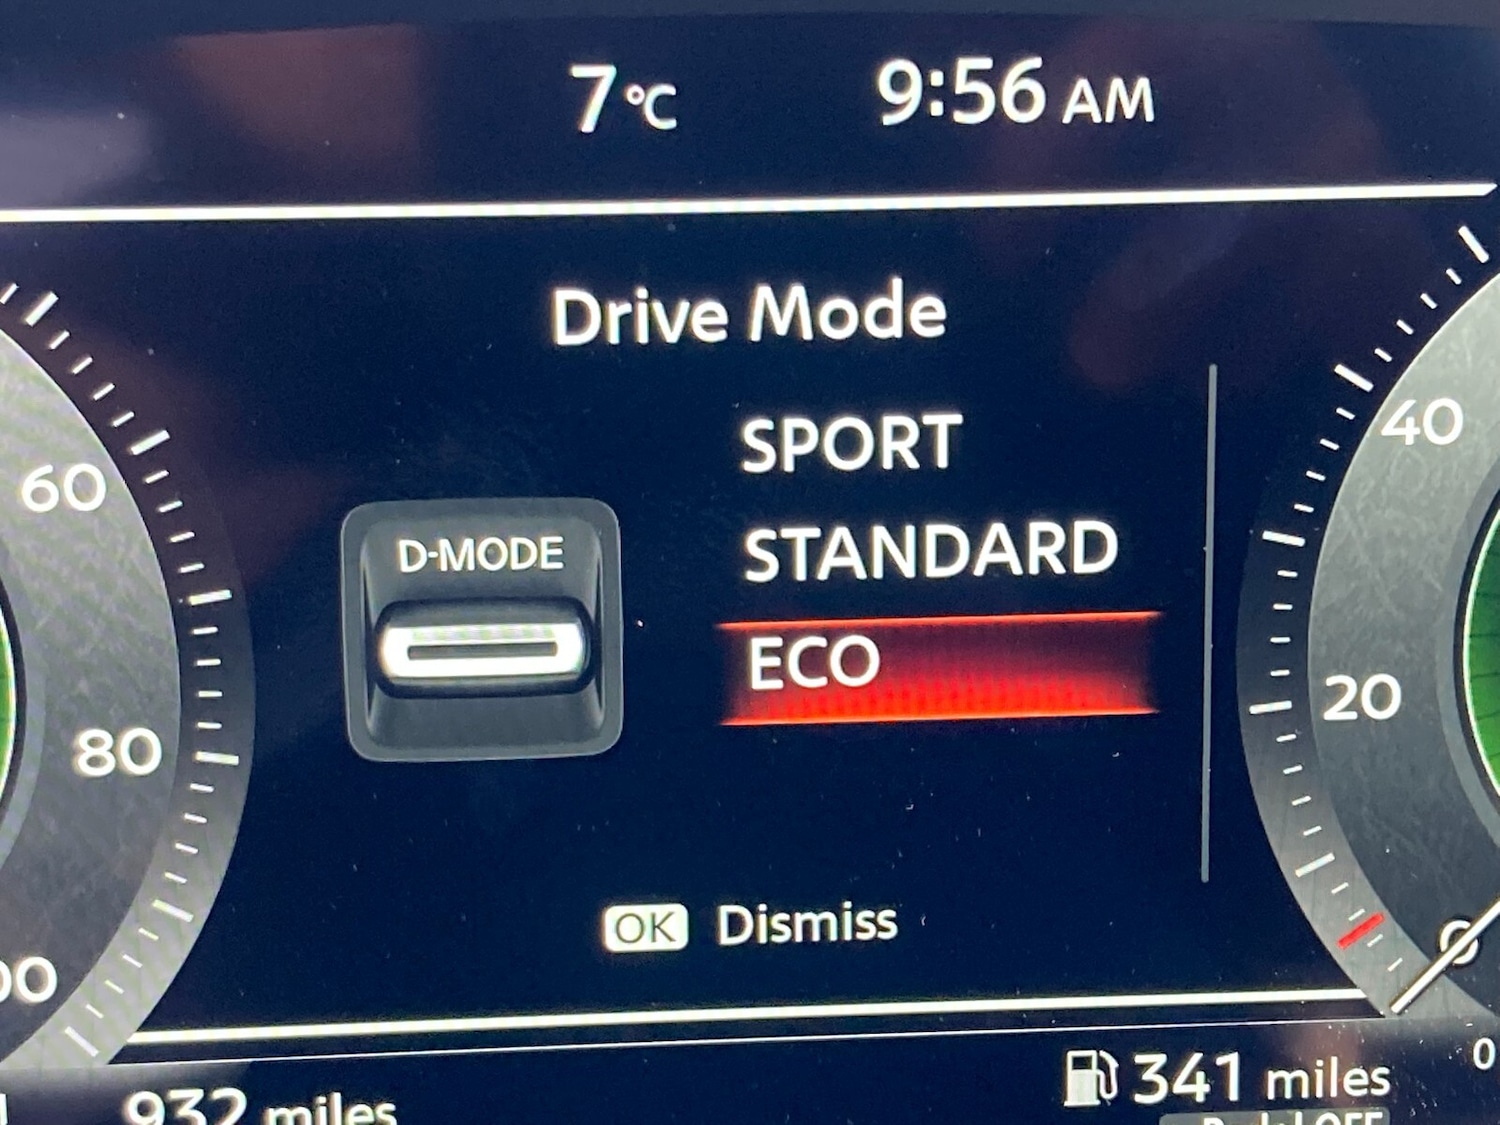 7°C 9:56 AM
Drive Mode
SPORT
STANDARD
ECO
D-MODE
OK Dismiss
60
80
40
20
0
341 miles
932 miles
OFF